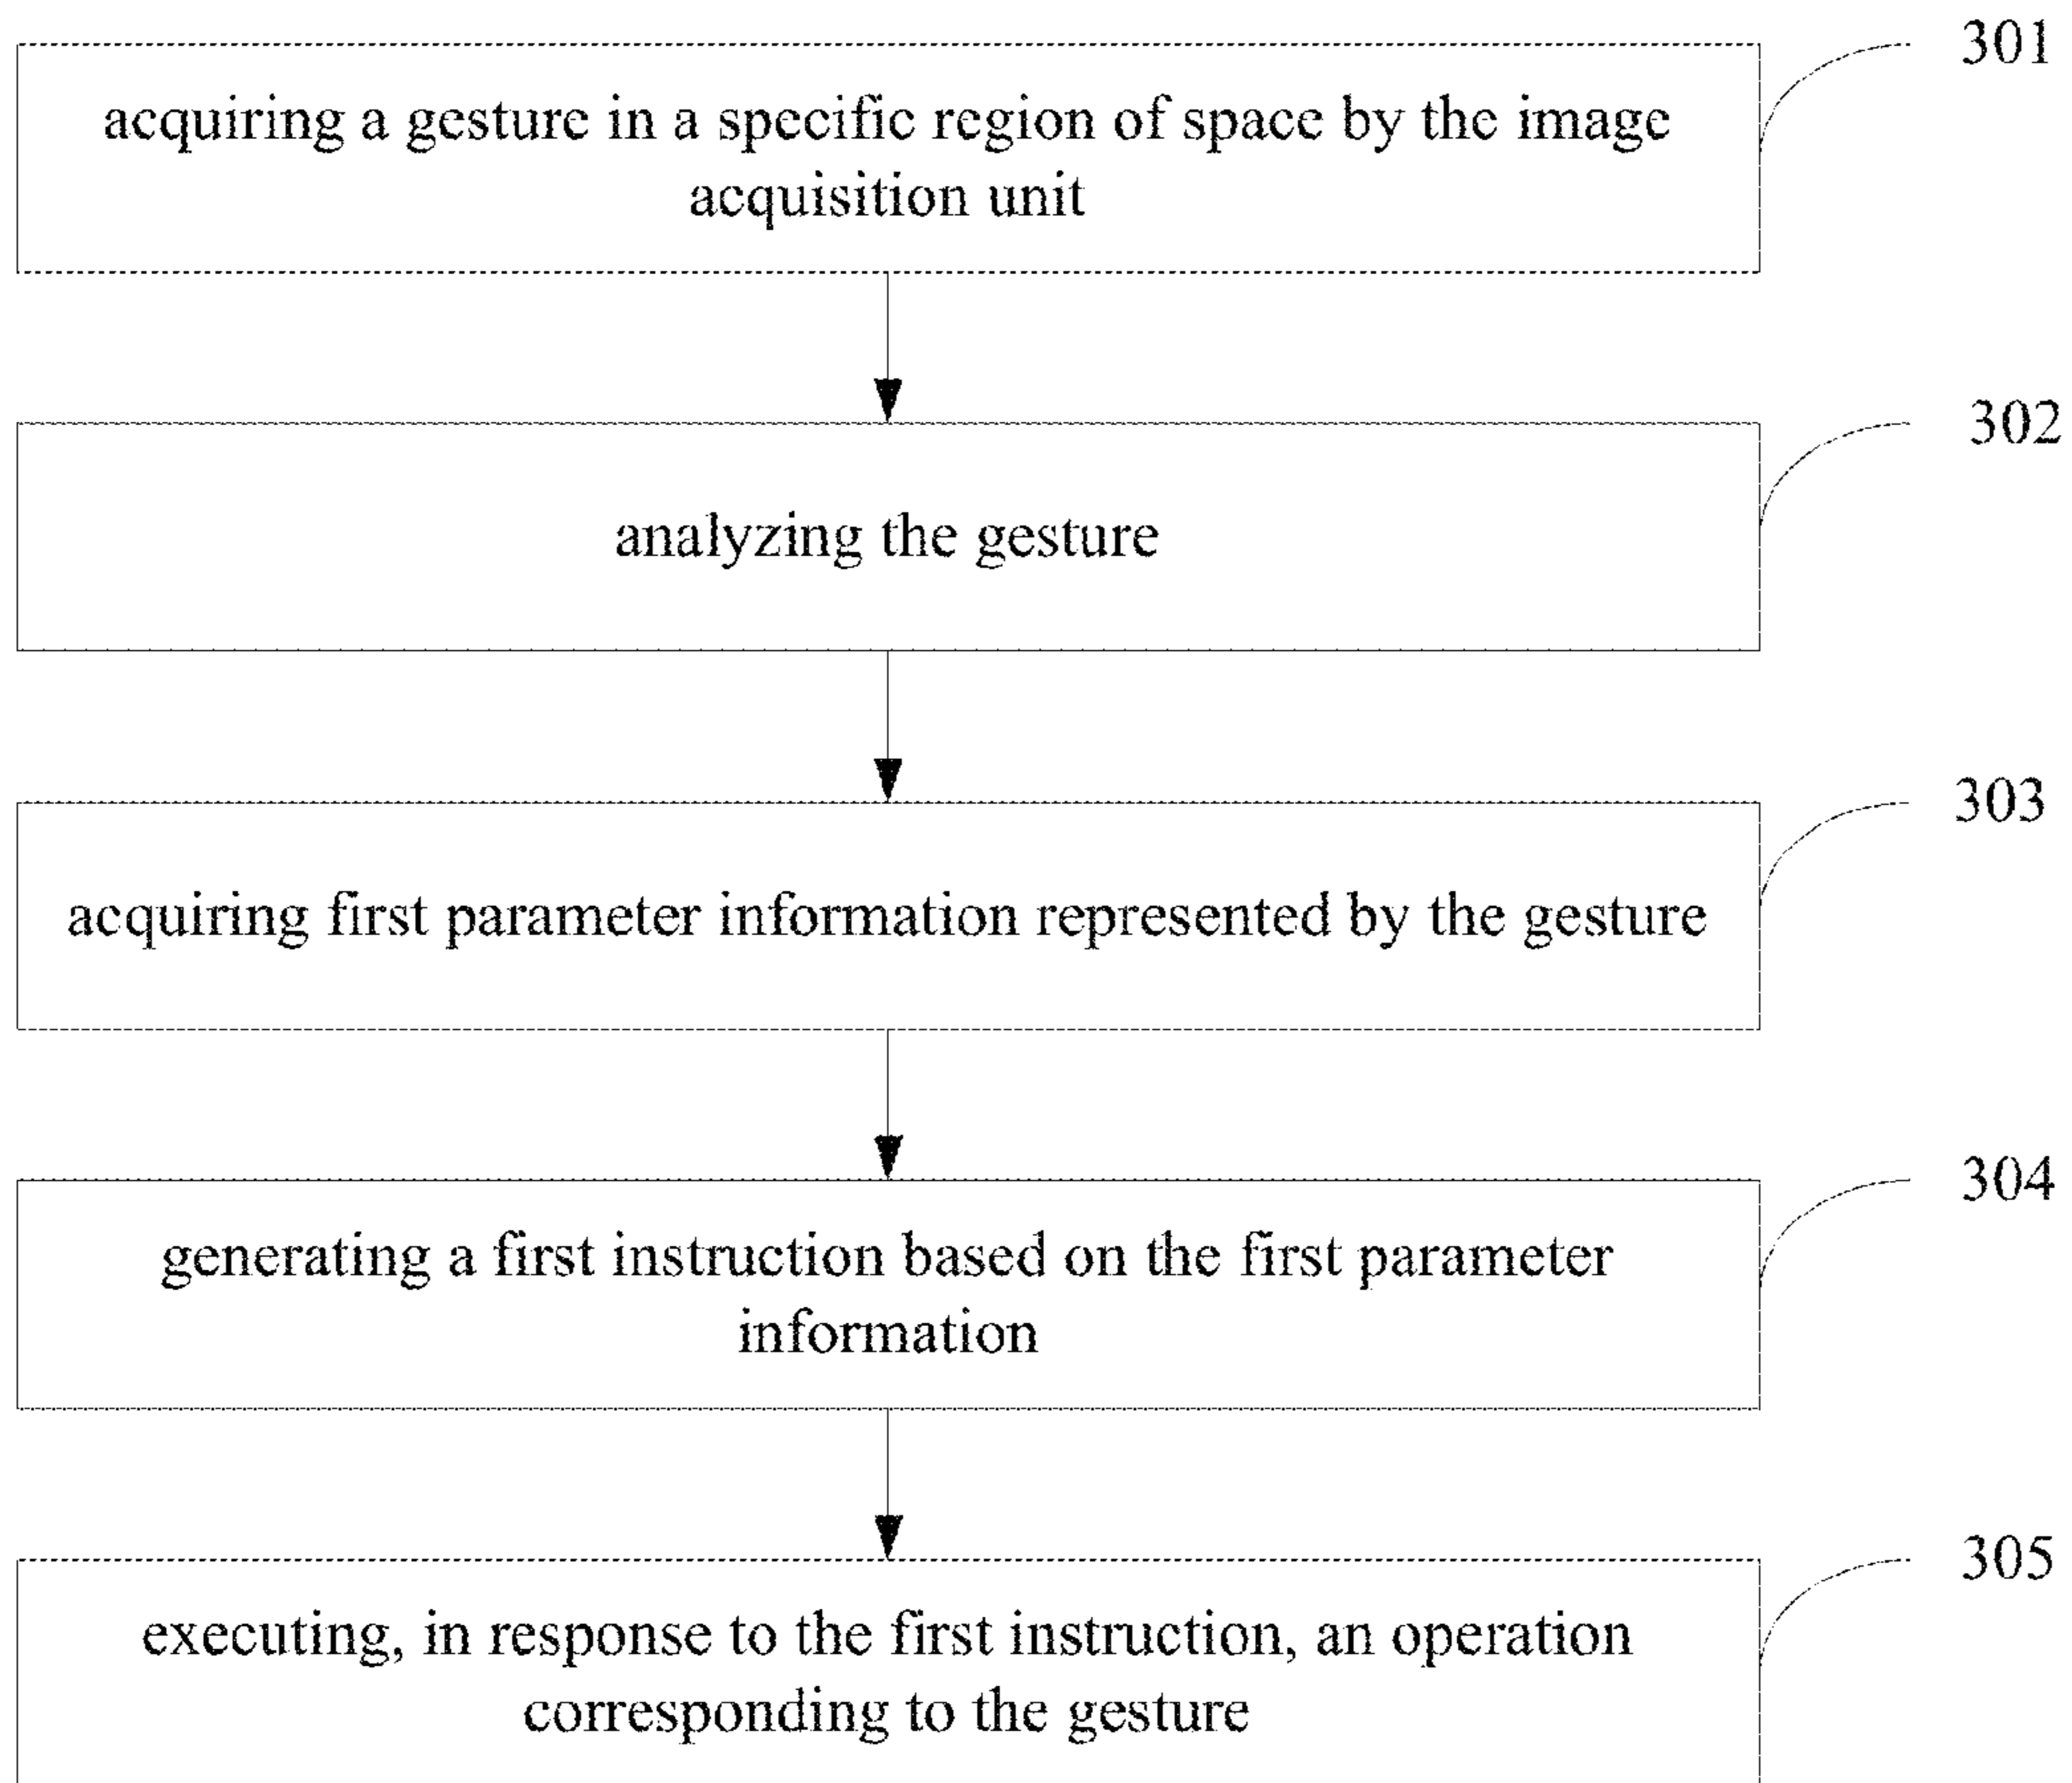 301
acquiring a gesture in a specific region of space by the image
acquisition unit
302
analyzing the gesture
303
acquiring first parameter information represented by the gesture
304
generating a first instruction based on the first parameter
information
305
executing, in response to the first instruction, an operation
corresponding to the gesture